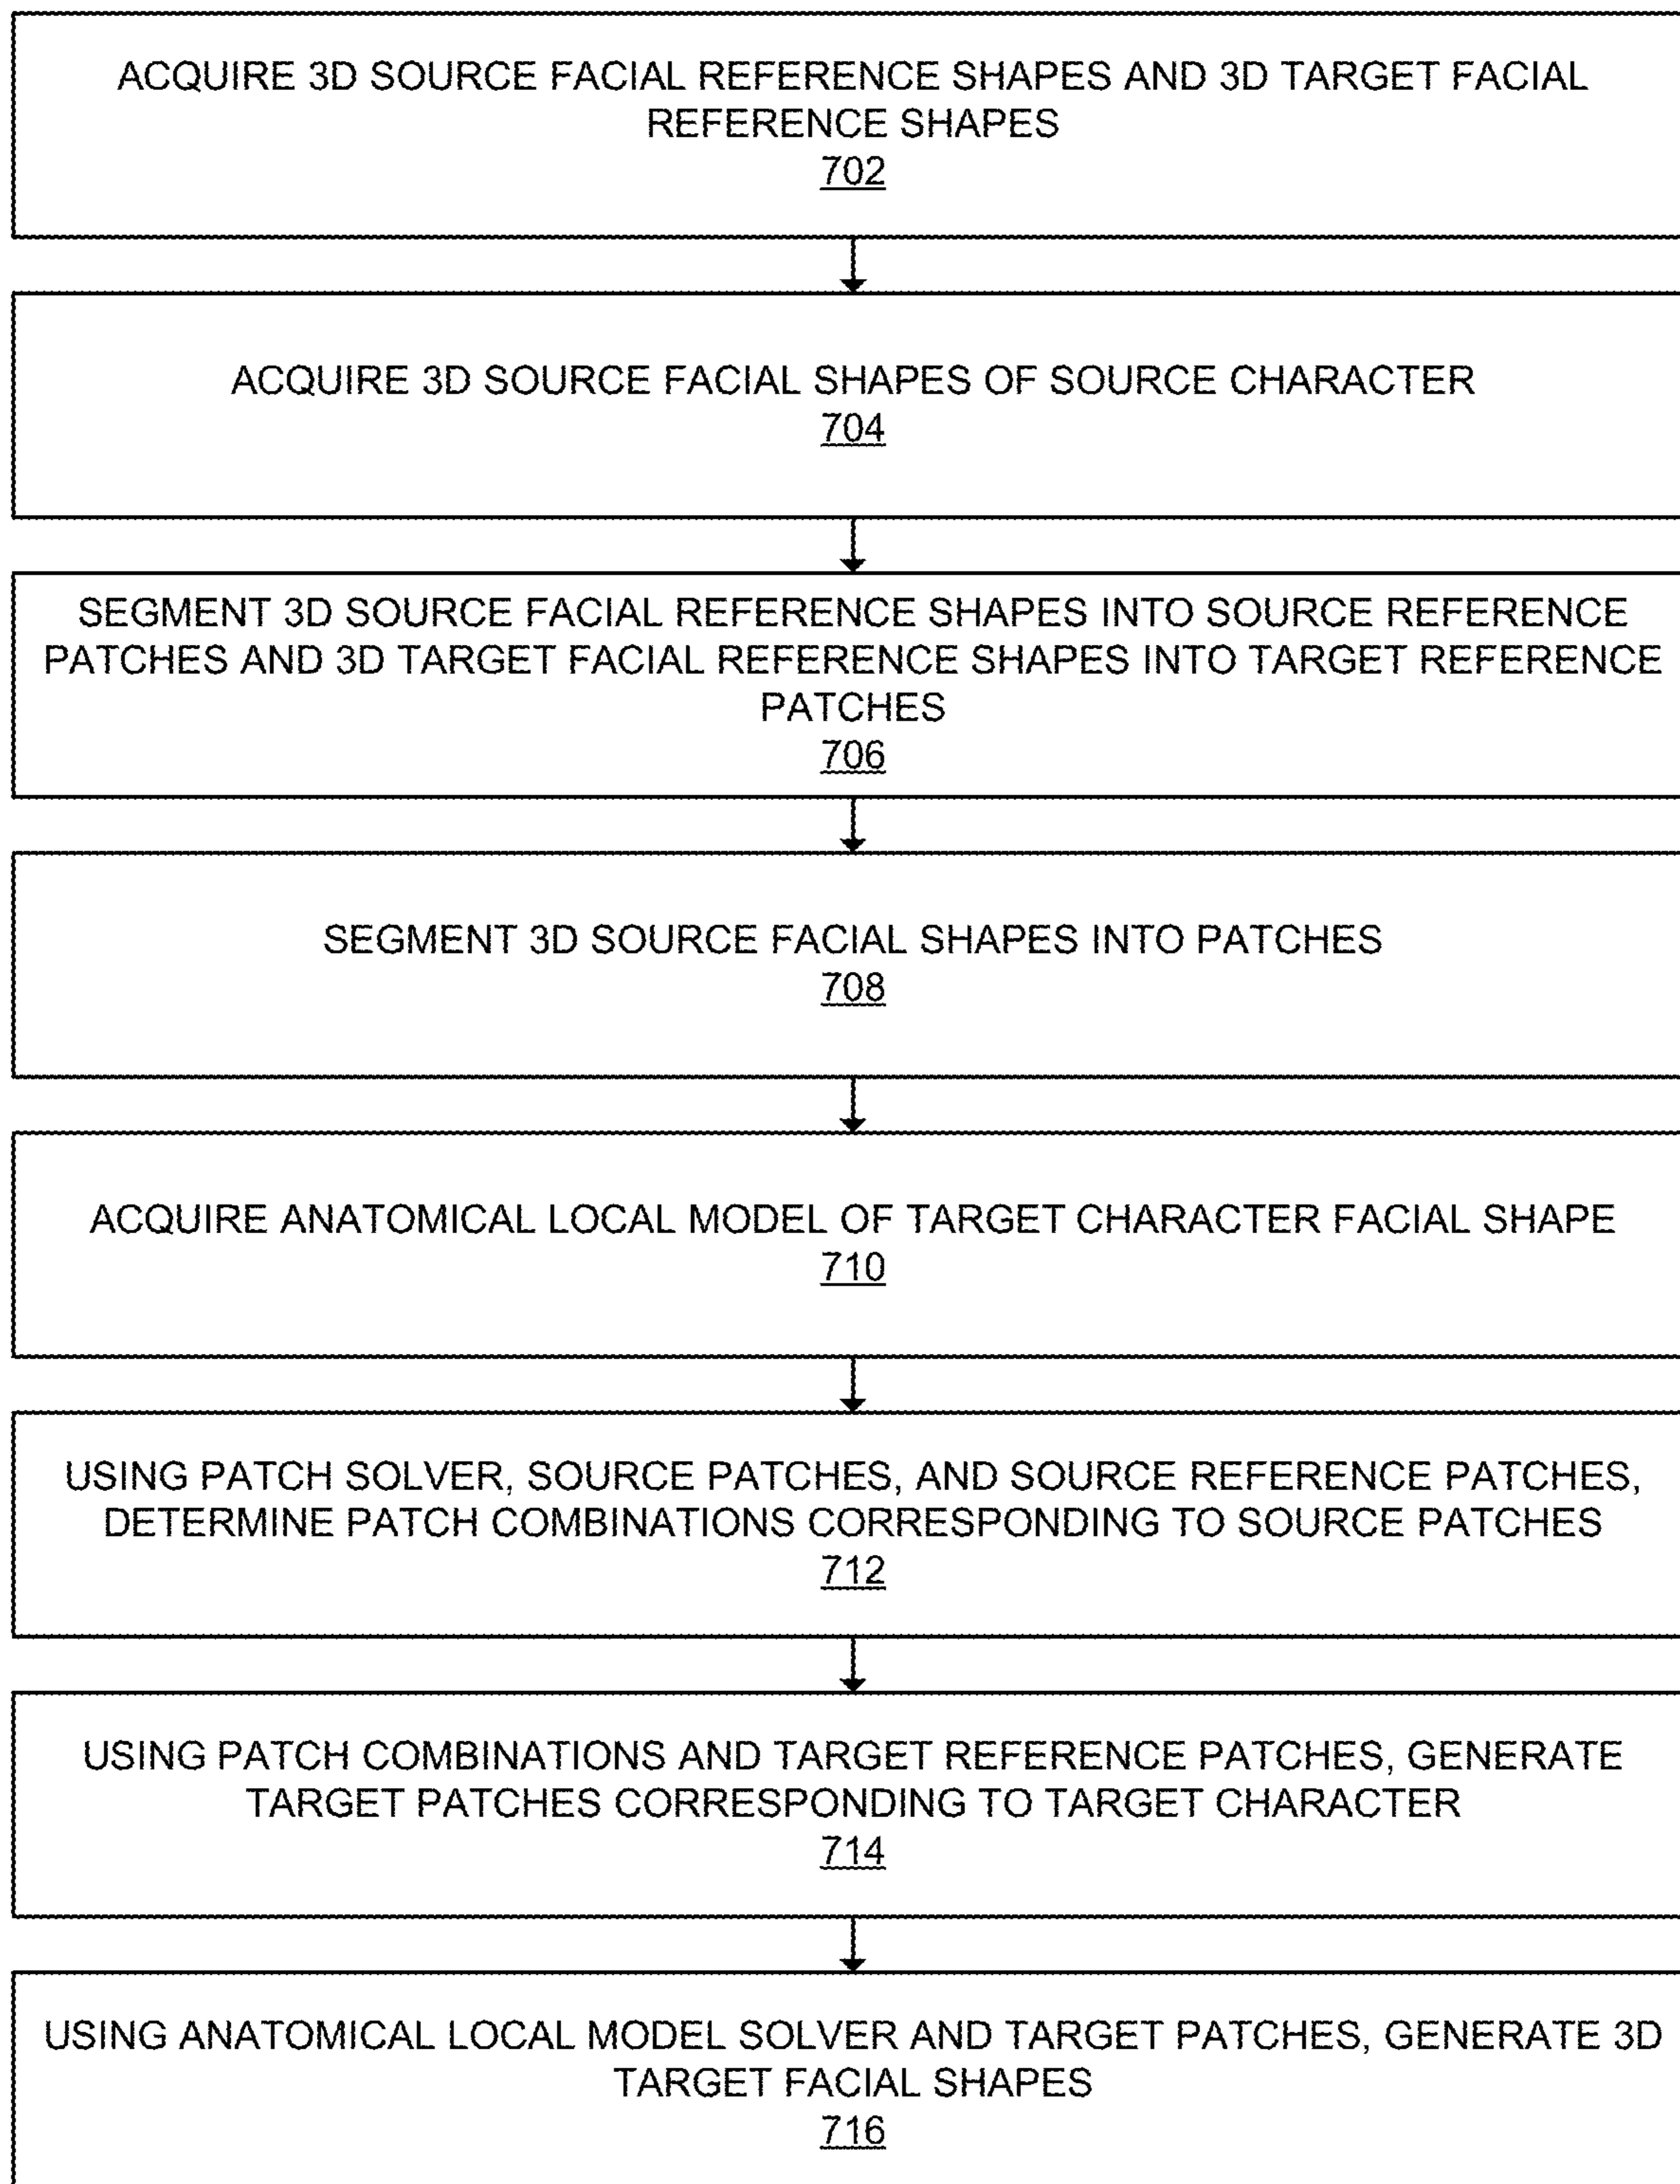 ACQUIRE 3D SOURCE FACIAL REFERENCE SHAPES AND 3D TARGET FACIAL
REFERENCE SHAPES
702
ACQUIRE 3D SOURCE FACIAL SHAPES OF SOURCE CHARACTER
704
SEGMENT 3D SOURCE FACIAL REFERENCE SHAPES INTO SOURCE REFERENCE
PATCHES AND 3D TARGET FACIAL REFERENCE SHAPES INTO TARGET REFERENCE
PATCHES
706
SEGMENT 3D SOURCE FACIAL SHAPES INTO PATCHES
708
ACQUIRE ANATOMICAL LOCAL MODEL OF TARGET CHARACTER FACIAL SHAPE
710
USING PATCH SOLVER, SOURCE PATCHES, AND SOURCE REFERENCE PATCHES,
DETERMINE PATCH COMBINATIONS CORRESPONDING TO SOURCE PATCHES
712
USING PATCH COMBINATIONS AND TARGET REFERENCE PATCHES, GENERATE
TARGET PATCHES CORRESPONDING TO TARGET CHARACTER
714
USING ANATOMICAL LOCAL MODEL SOLVER AND TARGET PATCHES, GENERATE 3D
TARGET FACIAL SHAPES
716